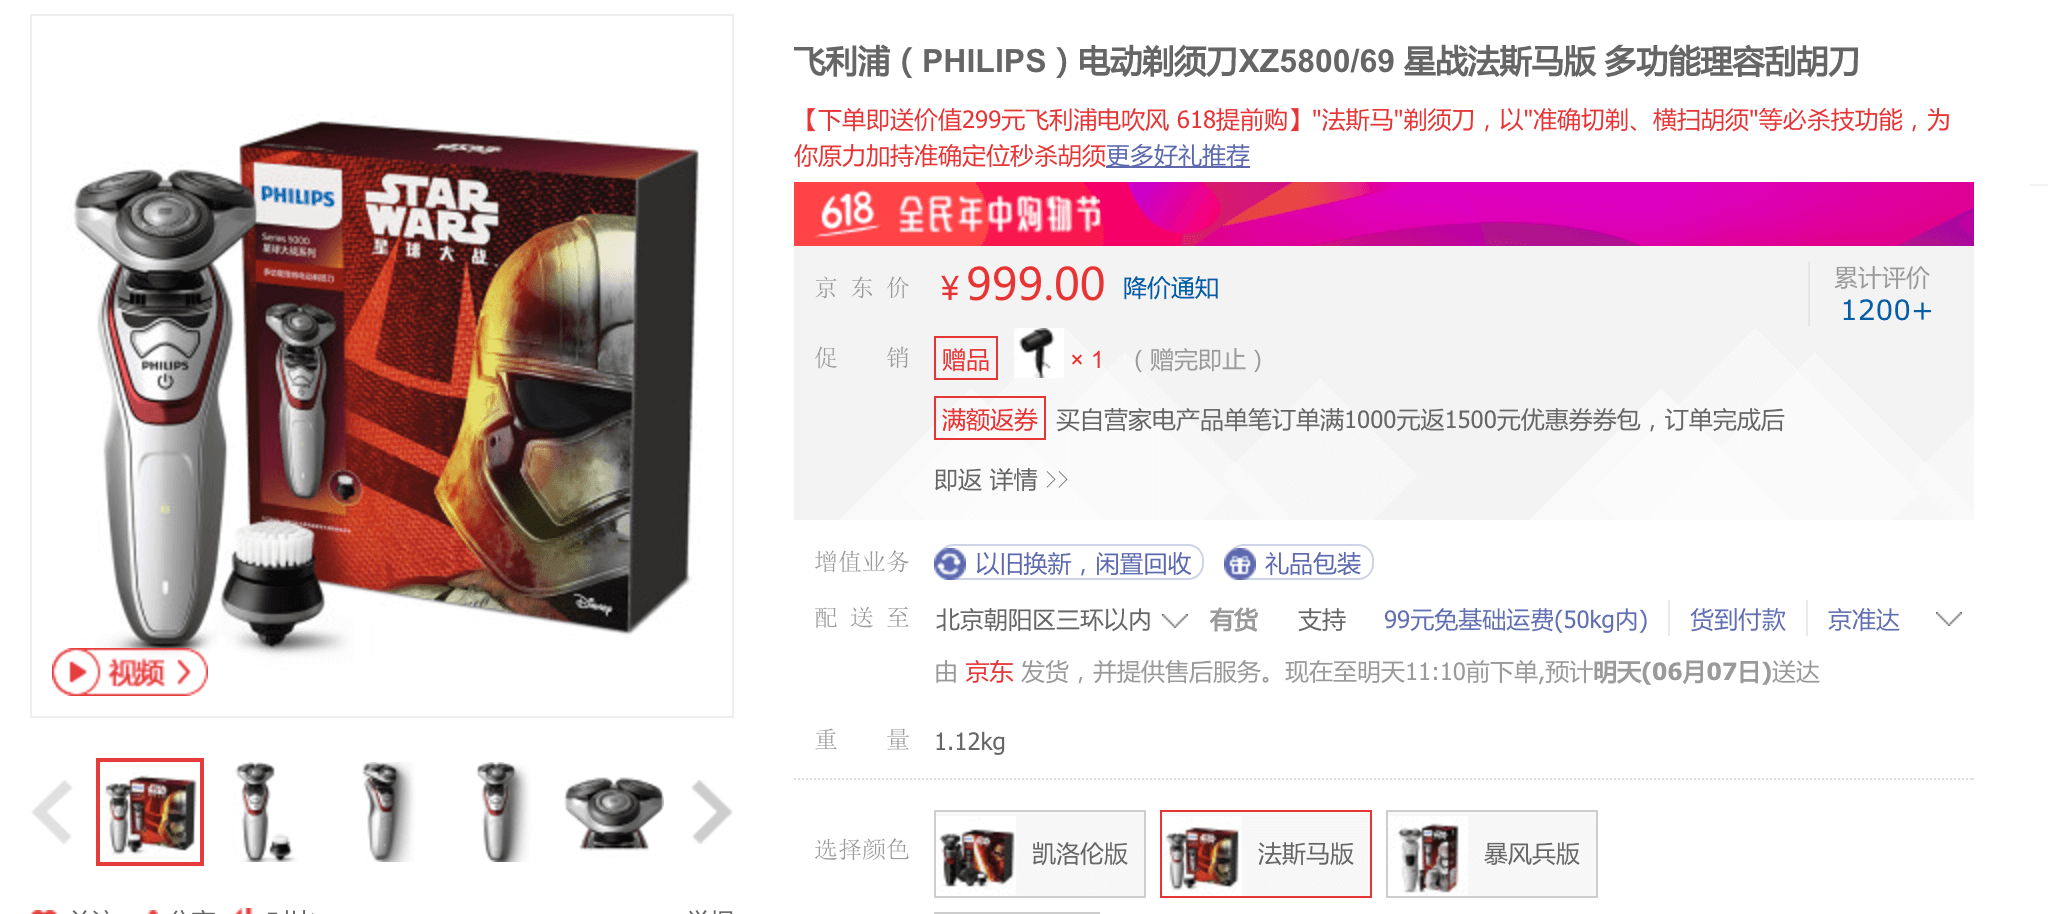 飞利浦（PHILIPS）电动剃须刀XZ5800/69 星战法斯马版 多功能理容刮胡刀
【下单即送价值299元飞利浦电吹风 618提前购】"法斯马"剃须刀，以"准确切剃、横扫胡须"等必杀技功能，为
你原力加持准确定位秒杀胡须更多好礼推荐
618 全民年中购物节
京东价 ￥999.00 降价通知
累计评价
1200+
促销 赠品 × 1 （赠完即止）
满额返券 买自营家电产品单笔订单满1000元返1500元优惠券券包，订单完成后
即返 详情 >>
增值业务 以旧换新，闲置回收 礼品包装
配送至 北京朝阳区三环以内 有货 支持 99元免基础运费(50kg内) 货到付款 京准达
由 京东 发货，并提供售后服务。现在至明天11:10前下单,预计明天(06月07日)送达
重量 1.12kg
选择颜色 凯洛伦版 法斯马版 暴风兵版
PHILIPS
STAR
WARS
星球大战
Series 5000
星球大战系列
PHILIPS
Disney
视频